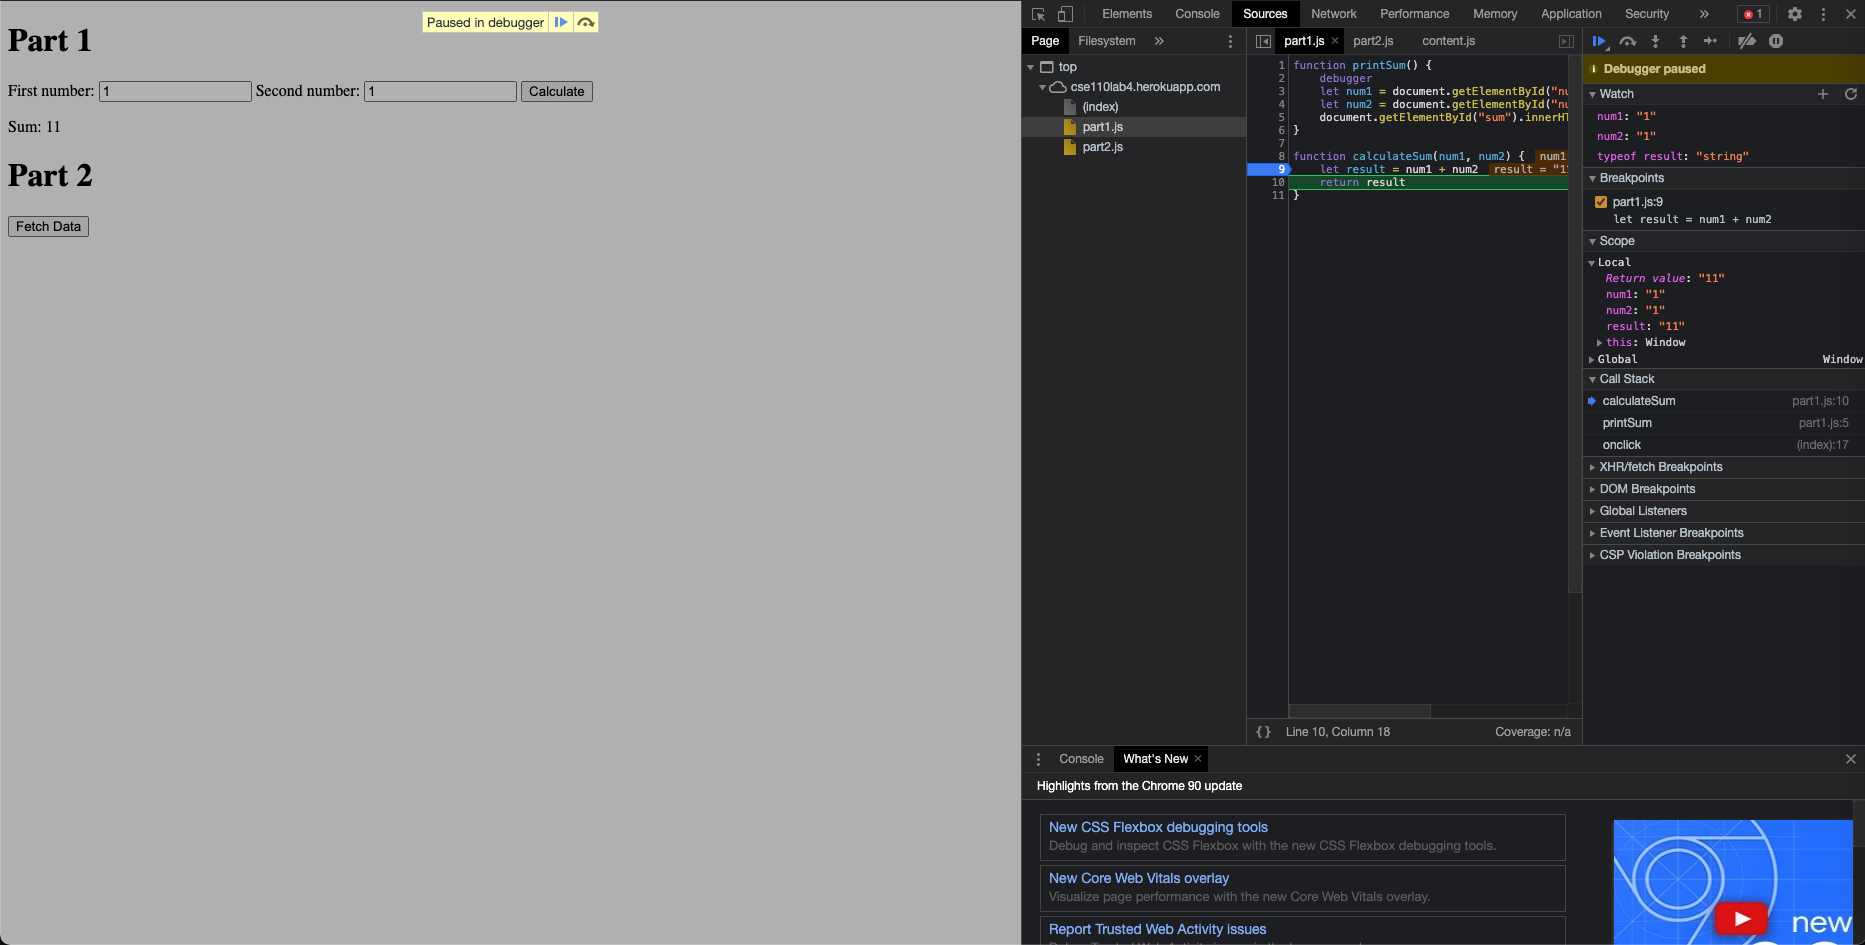 Paused in debugger
Part 1
First number: 1 Second number: 1 Calculate
Sum: 11
Part 2
Fetch Data
Elements Console Sources Network Performance Memory Application Security » 1
Page Filesystem »
top
cse110lab4.herokuapp.com
(index)
part1.js
part2.js
part1.js × part2.js content.js
1 function printSum() {
2 debugger
3 let num1 = document.getElementById("nu
4 let num2 = document.getElementById("nu
5 document.getElementById("sum").innerHT
6 }
7
8 function calculateSum(num1, num2) { num1
9 let result = num1 + num2 result = "1
10 return result
11 }
{} Line 10, Column 18 Coverage: n/a
Debugger paused
Watch
num1: "1"
num2: "1"
typeof result: "string"
Breakpoints
part1.js:9
let result = num1 + num2
Scope
Local
Return value: "11"
num1: "1"
num2: "1"
result: "11"
this: Window
Global Window
Call Stack
calculateSum part1.js:10
printSum part1.js:5
onclick (index):17
XHR/fetch Breakpoints
DOM Breakpoints
Global Listeners
Event Listener Breakpoints
CSP Violation Breakpoints
Console What's New ×
Highlights from the Chrome 90 update
New CSS Flexbox debugging tools
Debug and inspect CSS Flexbox with the new CSS Flexbox debugging tools.
New Core Web Vitals overlay
Visualize page performance with the new Core Web Vitals overlay.
Report Trusted Web Activity issues
new